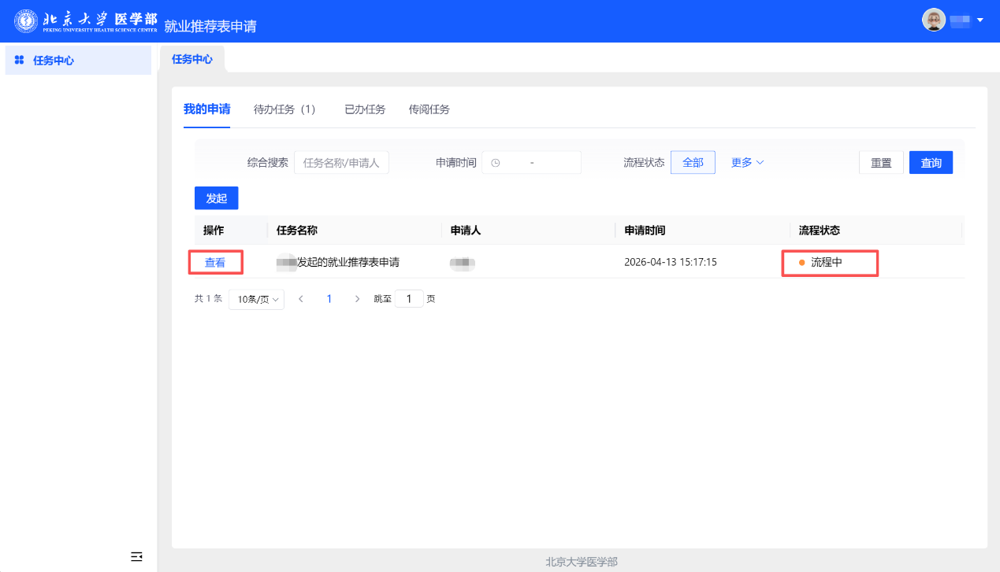 北京大学医学部
PEKING UNIVERSITY HEALTH SCIENCE CENTER
就业推荐表申请
任务中心
任务中心
我的申请 待办任务（1） 已办任务 传阅任务
综合搜索 任务名称/申请人 申请时间 - 流程状态 全部 更多 重置 查询
发起
操作 任务名称 申请人 申请时间 流程状态
查看 发起的就业推荐表申请 2026-04-13 15:17:15 流程中
共 1 条 10条/页 1 跳至 1 页
北京大学医学部